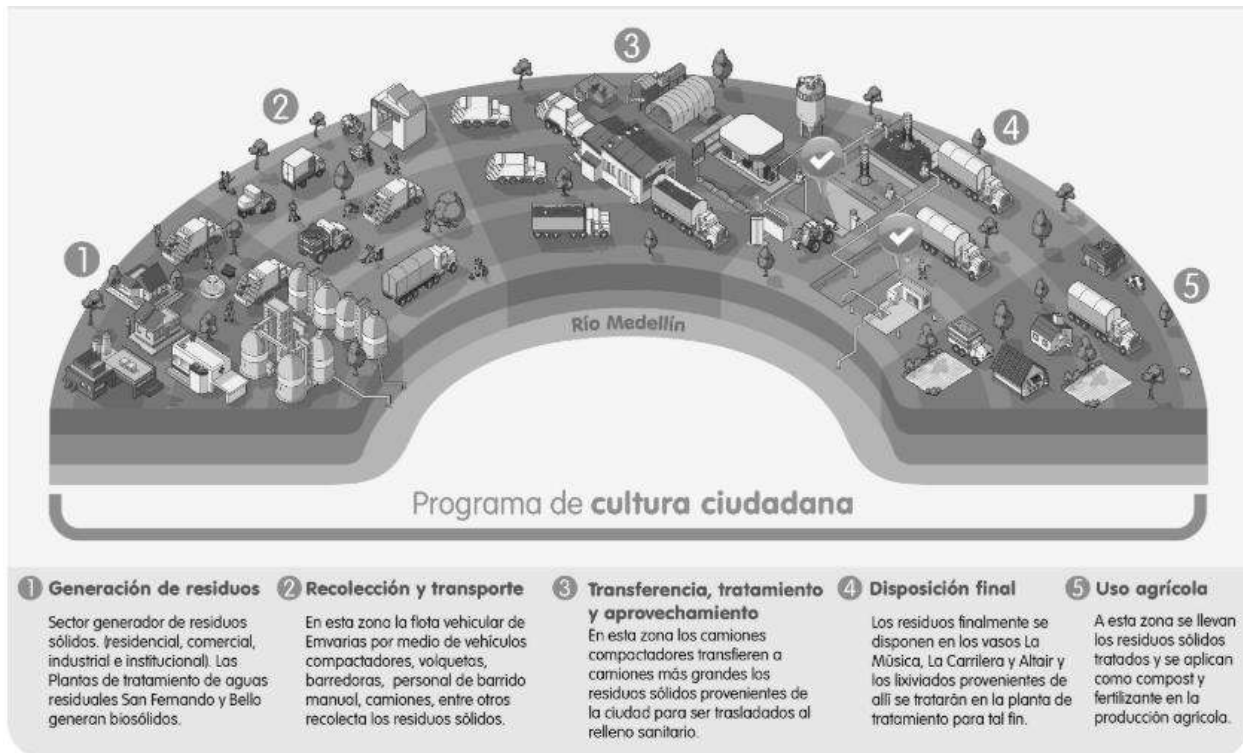 3
2
4
1
5
Río Medellín
Programa de cultura ciudadana
1 Generación de residuos
Sector generador de residuos
sólidos. (residencial, comercial,
industrial e institucional). Las
Plantas de tratamiento de aguas
residuales San Fernando y Bello
generan biosólidos.
2 Recolección y transporte
En esta zona la flota vehicular de
Emvarias por medio de vehículos
compactadores, volquetas,
barredoras, personal de barrido
manual, camiones, entre otros
recolecta los residuos sólidos.
3 Transferencia, tratamiento
y aprovechamiento
En esta zona los camiones
compactadores transfieren a
camiones más grandes los
residuos sólidos provenientes de
la ciudad para ser trasladados al
relleno sanitario.
4 Disposición final
Los residuos finalmente se
disponen en los vasos La
Música, La Carrilera y Altair y
los lixiviados provenientes de
allí se tratarán en la planta de
tratamiento para tal fin.
5 Uso agrícola
A esta zona se llevan
los residuos sólidos
tratados y se aplican
como compost y
fertilizante en la
producción agrícola.